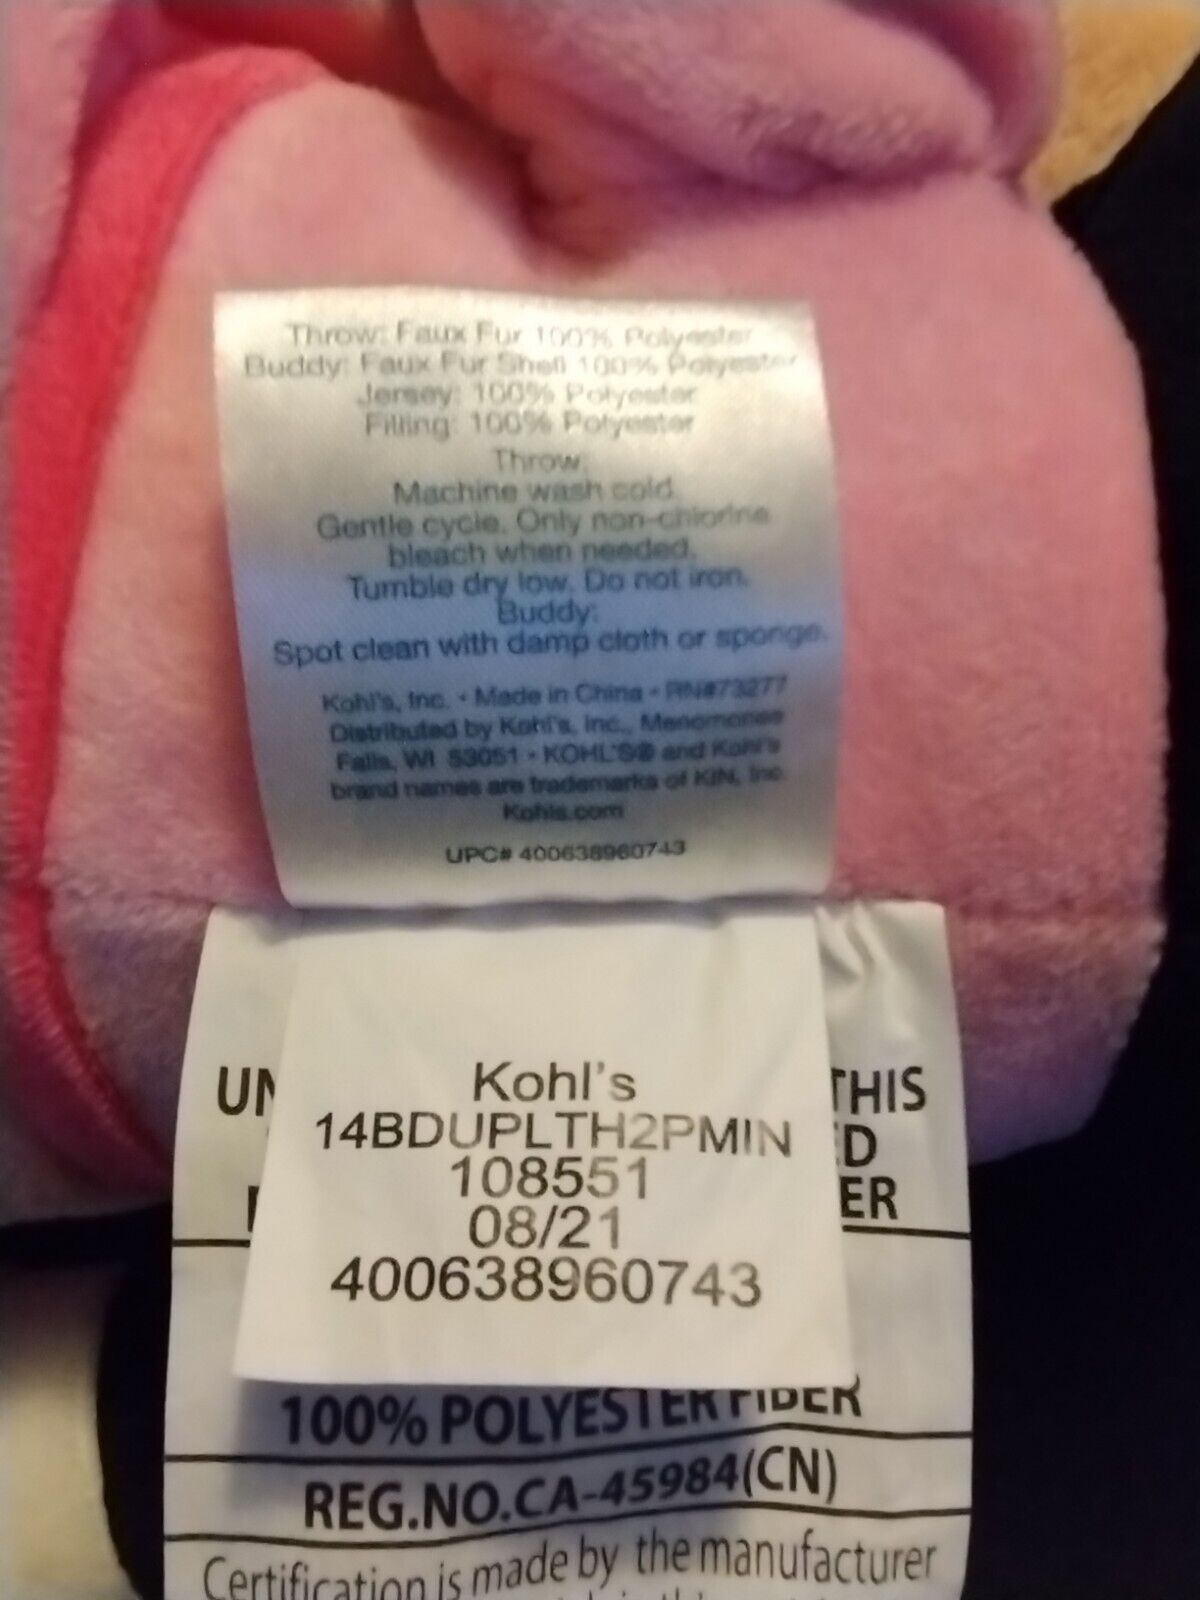 Throw: Faux Fur 100% Polyester
Buddy: Faux Fur Shell 100% Polyester
Jersey: 100% Polyester
Filling: 100% Polyester
Throw:
Machine wash cold.
Gentle cycle. Only non-chlorine
bleach when needed.
Tumble dry low. Do not iron.
Buddy:
Spot clean with damp cloth or sponge.
Kohl's, Inc. • Made in China • RN#73277
Distributed by Kohl's, Inc., Menomonee
Falls, WI 53051 • KOHL'S® and Kohl's
brand names are trademarks of KIN, Inc.
Kohls.com
UPC# 400638960743
UN THIS
ED
ER
Kohl's
14BDUPLTH2PMIN
108551
08/21
400638960743
100% POLYESTER FIBER
REG.NO.CA-45984(CN)
Certification is made by the manufacturer